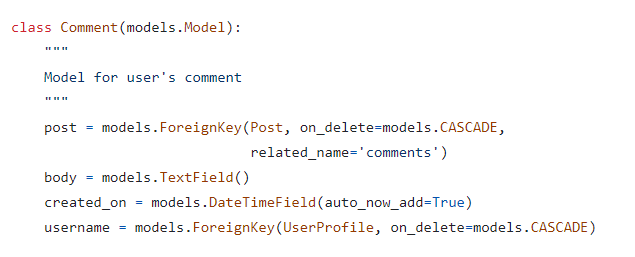 class Comment(models.Model):
    """
    Model for user's comment
    """
    post = models.ForeignKey(Post, on_delete=models.CASCADE,
                             related_name='comments')
    body = models.TextField()
    created_on = models.DateTimeField(auto_now_add=True)
    username = models.ForeignKey(UserProfile, on_delete=models.CASCADE)